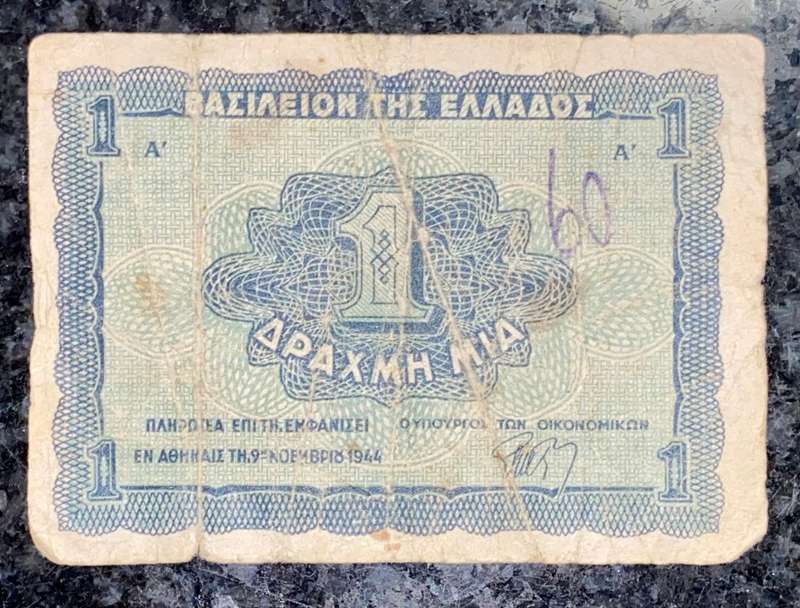 1 1
ΒΑΣΙΛΕΙΟΝ ΤΗΣ ΕΛΛΑΔΟΣ
Α' Α'
60
1
ΔΡΑΧΜΗ ΜΙΑ
ΠΛΗΡΩΤΕΑ ΕΠΙ ΤΗ, ΕΜΦΑΝΙΣΕΙ Ο ΥΠΟΥΡΓΟΣ ΤΩΝ ΟΙΚΟΝΟΜΙΚΩΝ
ΕΝ ΑΘΗΝΑΙΣ ΤΗ, 9Η ΝΟΕΜΒΡΙΟΥ 1944
1 1